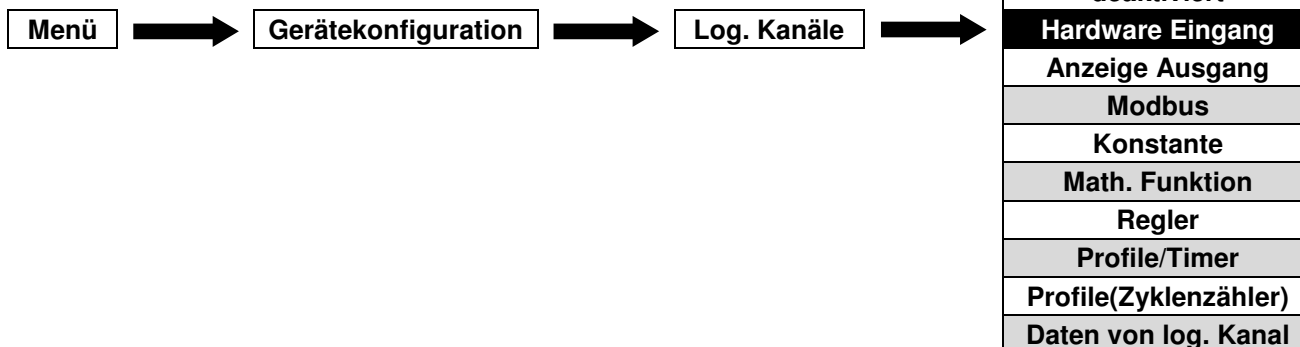 Menü
Gerätekonfiguration
Log. Kanäle
deaktiviert
Hardware Eingang
Anzeige Ausgang
Modbus
Konstante
Math. Funktion
Regler
Profile/Timer
Profile(Zyklenzähler)
Daten von log. Kanal